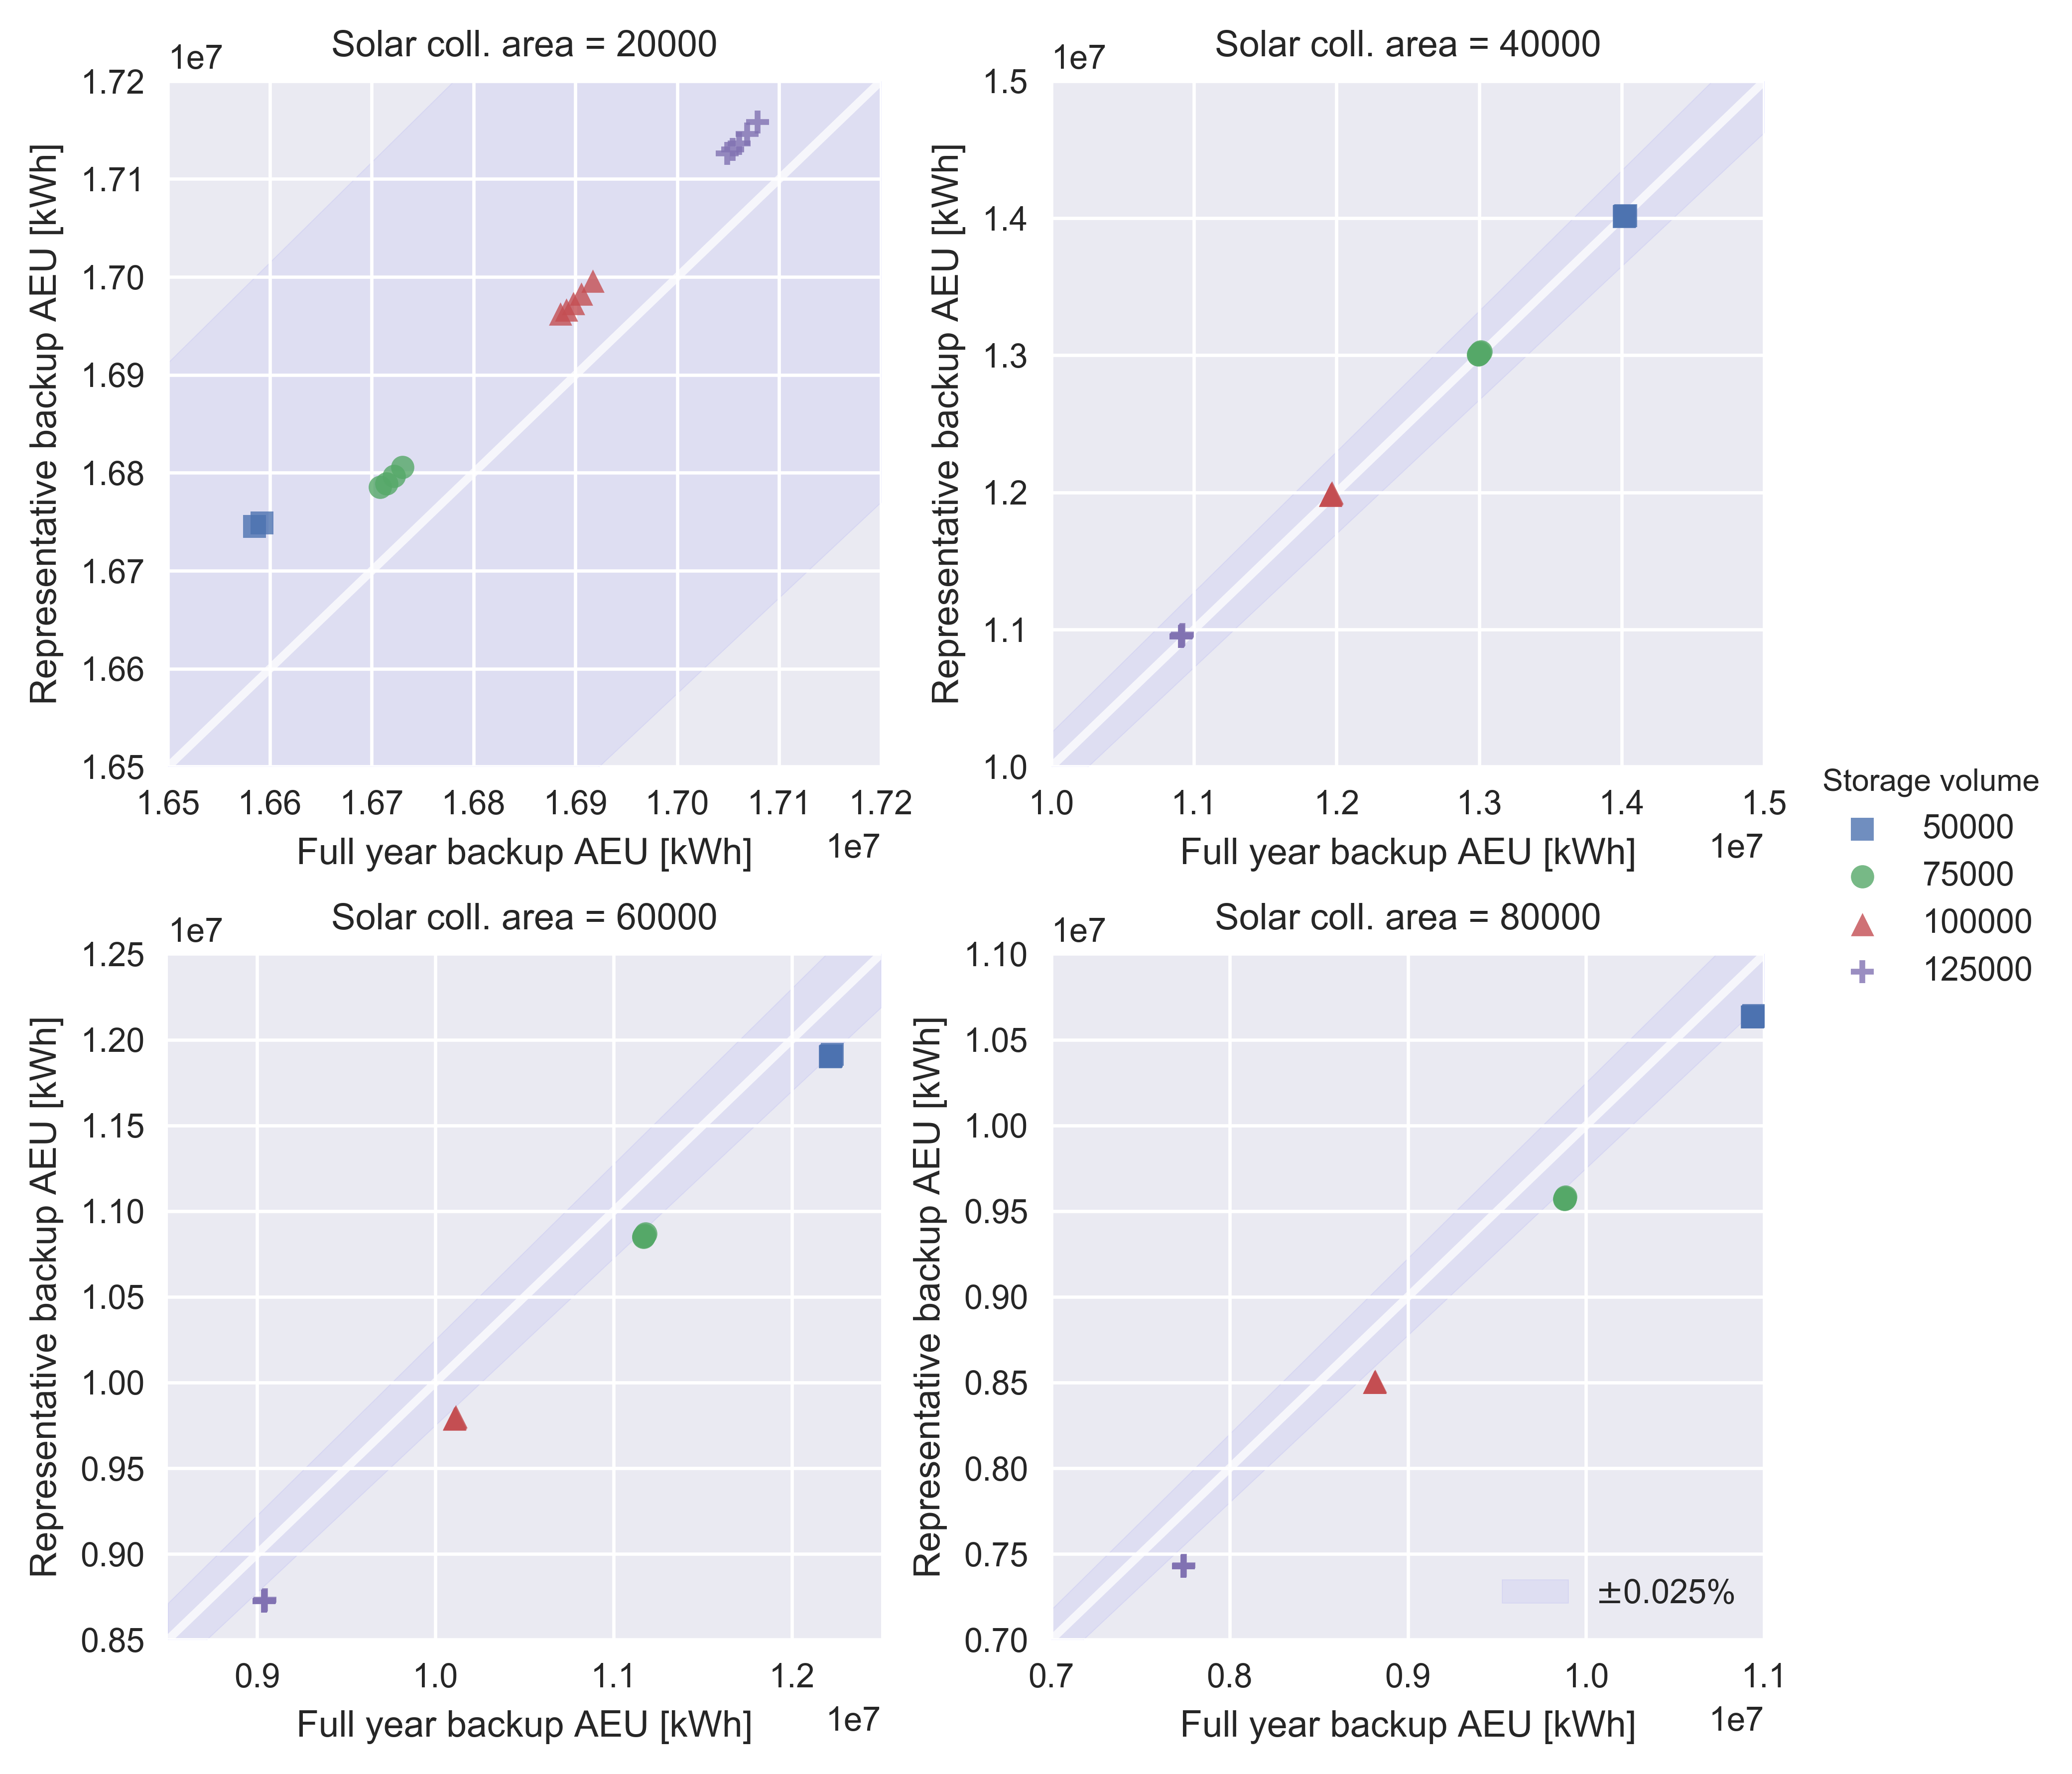 Solar coll. area = 20000
1e7
1.72
1.71
1.70
1.69
1.68
1.67
1.66
1.65
Representative backup AEU [kWh]
1.65 1.66 1.67 1.68 1.69 1.70 1.71 1.72
Full year backup AEU [kWh]
1e7
Solar coll. area = 40000
1e7
1.5
1.4
1.3
1.2
1.1
1.0
Representative backup AEU [kWh]
1.0 1.1 1.2 1.3 1.4 1.5
Full year backup AEU [kWh]
1e7
Storage volume
50000
75000
100000
125000
Solar coll. area = 60000
1e7
1.25
1.20
1.15
1.10
1.05
1.00
0.95
0.90
0.85
Representative backup AEU [kWh]
0.9 1.0 1.1 1.2
Full year backup AEU [kWh]
1e7
Solar coll. area = 80000
1e7
1.10
1.05
1.00
0.95
0.90
0.85
0.80
0.75
0.70
Representative backup AEU [kWh]
±0.025%
0.7 0.8 0.9 1.0 1.1
Full year backup AEU [kWh]
1e7